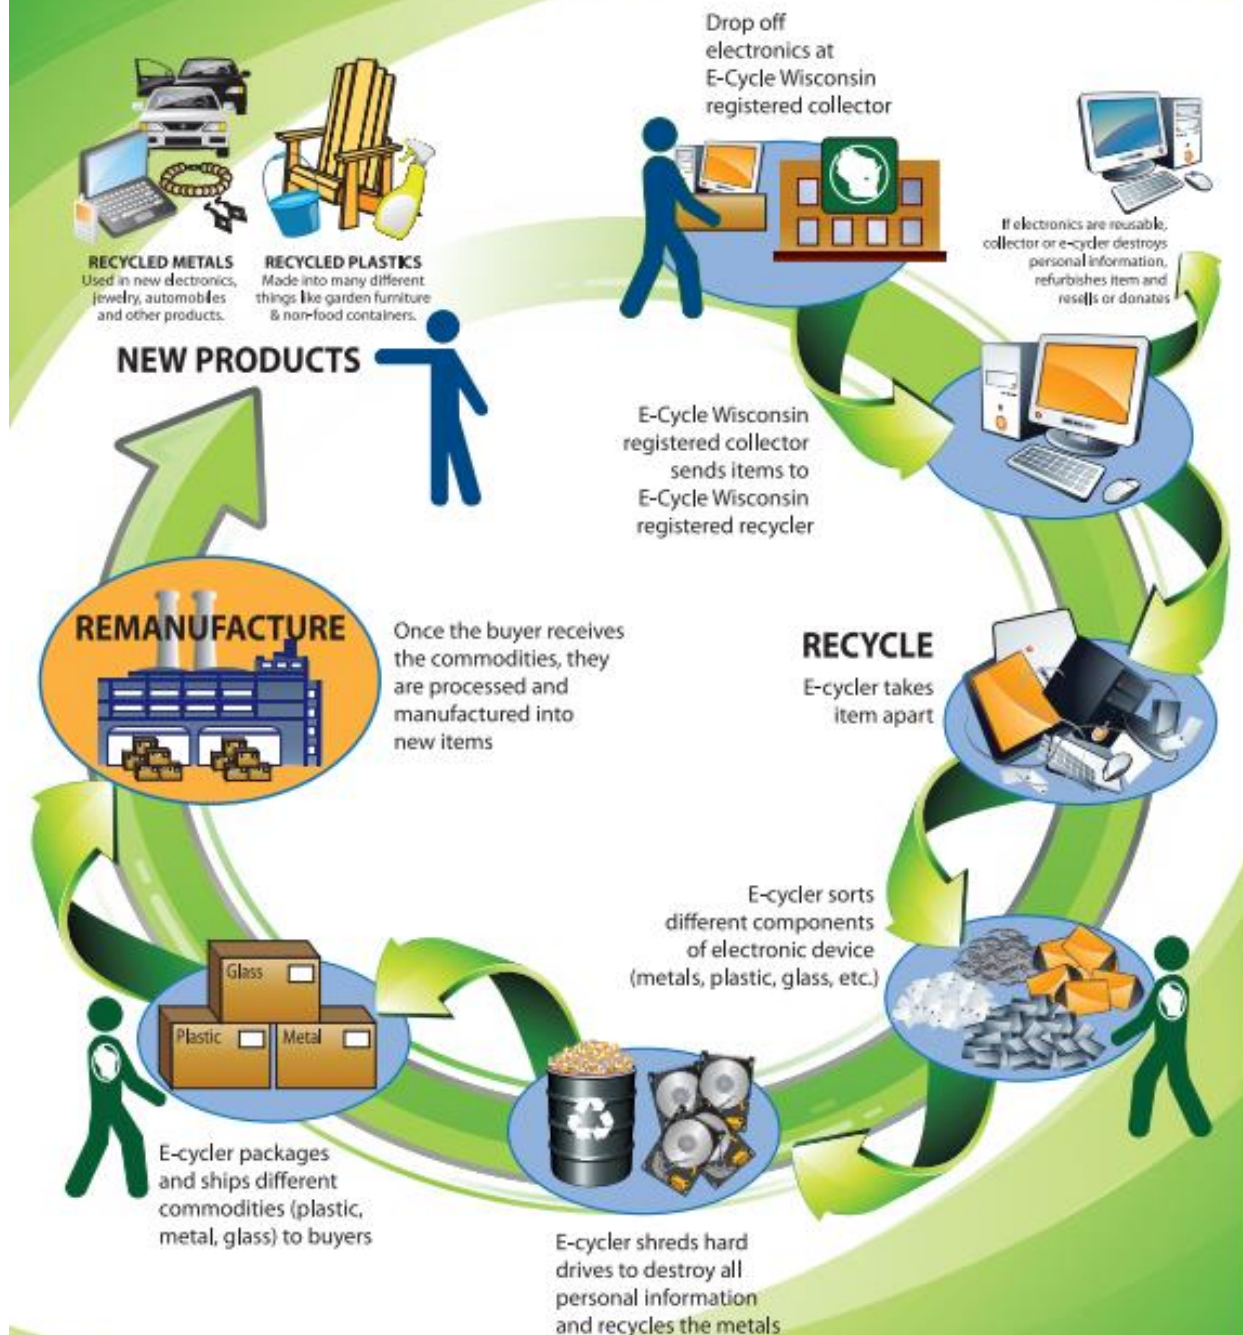 Drop off
electronics at
E-Cycle Wisconsin
registered collector
If electronics are reusable,
collector or e-cycler destroys
personal information,
refurbishes item and
resells or donates
E-Cycle Wisconsin
registered collector
sends items to
E-Cycle Wisconsin
registered recycler
RECYCLE
E-cycler takes
item apart
E-cycler sorts
different components
of electronic device
(metals, plastic, glass, etc.)
E-cycler shreds hard
drives to destroy all
personal information
and recycles the metals
Glass
Plastic
Metal
E-cycler packages
and ships different
commodities (plastic,
metal, glass) to buyers
REMANUFACTURE
Once the buyer receives
the commodities, they
are processed and
manufactured into
new items
NEW PRODUCTS
RECYCLED METALS
Used in new electronics,
jewelry, automobiles
and other products.
RECYCLED PLASTICS
Made into many different
things like garden furniture
& non-food containers.